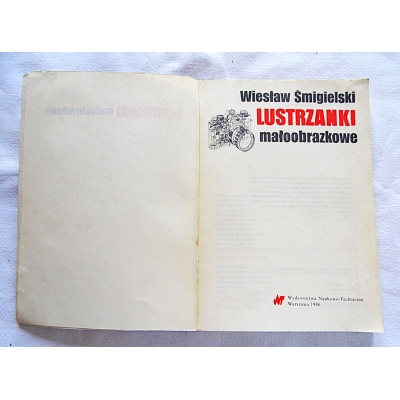 Wiesław Śmigielski
LUSTRZANKI
małoobrazkowe
Wydawnictwa Naukowo-Techniczne
Warszawa 1986